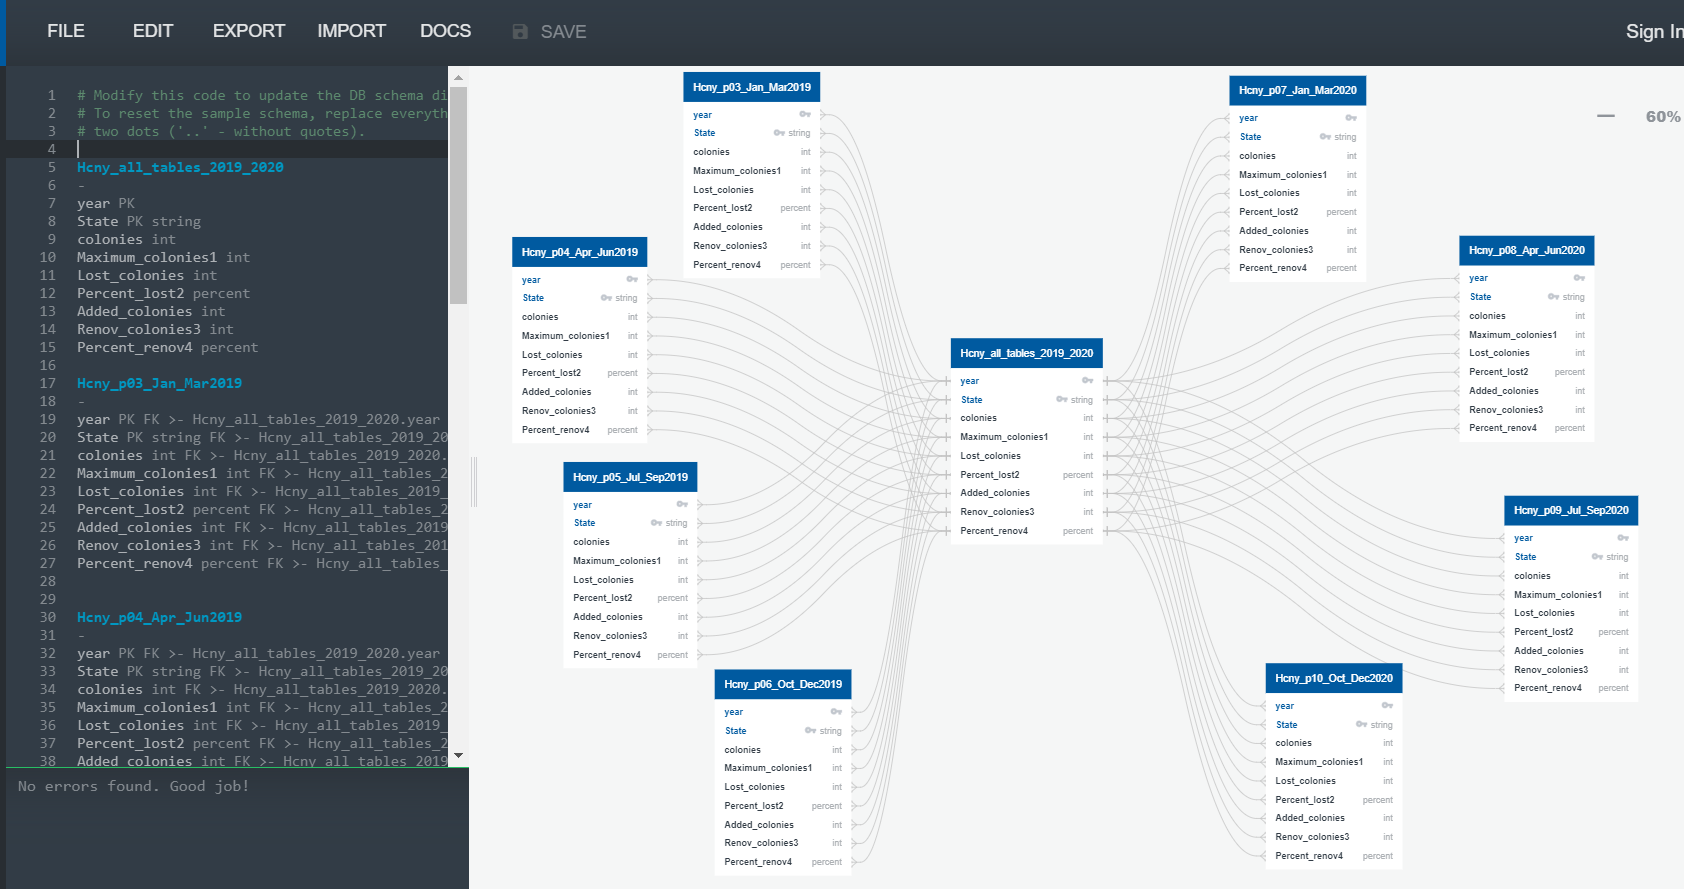 FILE EDIT EXPORT IMPORT DOCS SAVE Sign In
60%
1 # Modify this code to update the DB schema di
2 # To reset the sample schema, replace everyth
3 # two dots ('..' - without quotes).
4
5 Hcny_all_tables_2019_2020
6 -
7 year PK
8 State PK string
9 colonies int
10 Maximum_colonies1 int
11 Lost_colonies int
12 Percent_lost2 percent
13 Added_colonies int
14 Renov_colonies3 int
15 Percent_renov4 percent
16
17 Hcny_p03_Jan_Mar2019
18 -
19 year PK FK >- Hcny_all_tables_2019_2020.year
20 State PK string FK >- Hcny_all_tables_2019_20
21 colonies int FK >- Hcny_all_tables_2019_2020.
22 Maximum_colonies1 int FK >- Hcny_all_tables_2
23 Lost_colonies int FK >- Hcny_all_tables_2019_
24 Percent_lost2 percent FK >- Hcny_all_tables_2
25 Added_colonies int FK >- Hcny_all_tables_2019
26 Renov_colonies3 int FK >- Hcny_all_tables_201
27 Percent_renov4 percent FK >- Hcny_all_tables_
28
29
30 Hcny_p04_Apr_Jun2019
31 -
32 year PK FK >- Hcny_all_tables_2019_2020.year
33 State PK string FK >- Hcny_all_tables_2019_20
34 colonies int FK >- Hcny_all_tables_2019_2020.
35 Maximum_colonies1 int FK >- Hcny_all_tables_2
36 Lost_colonies int FK >- Hcny_all_tables_2019_
37 Percent_lost2 percent FK >- Hcny_all_tables_2
38 Added_colonies int FK >- Hcny_all_tables_2019
No errors found. Good job!
Hcny_p03_Jan_Mar2019
year
State string
colonies int
Maximum_colonies1 int
Lost_colonies int
Percent_lost2 percent
Added_colonies int
Renov_colonies3 int
Percent_renov4 percent
Hcny_p04_Apr_Jun2019
year
State string
colonies int
Maximum_colonies1 int
Lost_colonies int
Percent_lost2 percent
Added_colonies int
Renov_colonies3 int
Percent_renov4 percent
Hcny_p05_Jul_Sep2019
year
State string
colonies int
Maximum_colonies1 int
Lost_colonies int
Percent_lost2 percent
Added_colonies int
Renov_colonies3 int
Percent_renov4 percent
Hcny_p06_Oct_Dec2019
year
State string
colonies int
Maximum_colonies1 int
Lost_colonies int
Percent_lost2 percent
Added_colonies int
Renov_colonies3 int
Percent_renov4 percent
Hcny_all_tables_2019_2020
year
State string
colonies int
Maximum_colonies1 int
Lost_colonies int
Percent_lost2 percent
Added_colonies int
Renov_colonies3 int
Percent_renov4 percent
Hcny_p07_Jan_Mar2020
year
State string
colonies int
Maximum_colonies1 int
Lost_colonies int
Percent_lost2 percent
Added_colonies int
Renov_colonies3 int
Percent_renov4 percent
Hcny_p08_Apr_Jun2020
year
State string
colonies int
Maximum_colonies1 int
Lost_colonies int
Percent_lost2 percent
Added_colonies int
Renov_colonies3 int
Percent_renov4 percent
Hcny_p09_Jul_Sep2020
year
State string
colonies int
Maximum_colonies1 int
Lost_colonies int
Percent_lost2 percent
Added_colonies int
Renov_colonies3 int
Percent_renov4 percent
Hcny_p10_Oct_Dec2020
year
State string
colonies int
Maximum_colonies1 int
Lost_colonies int
Percent_lost2 percent
Added_colonies int
Renov_colonies3 int
Percent_renov4 percent